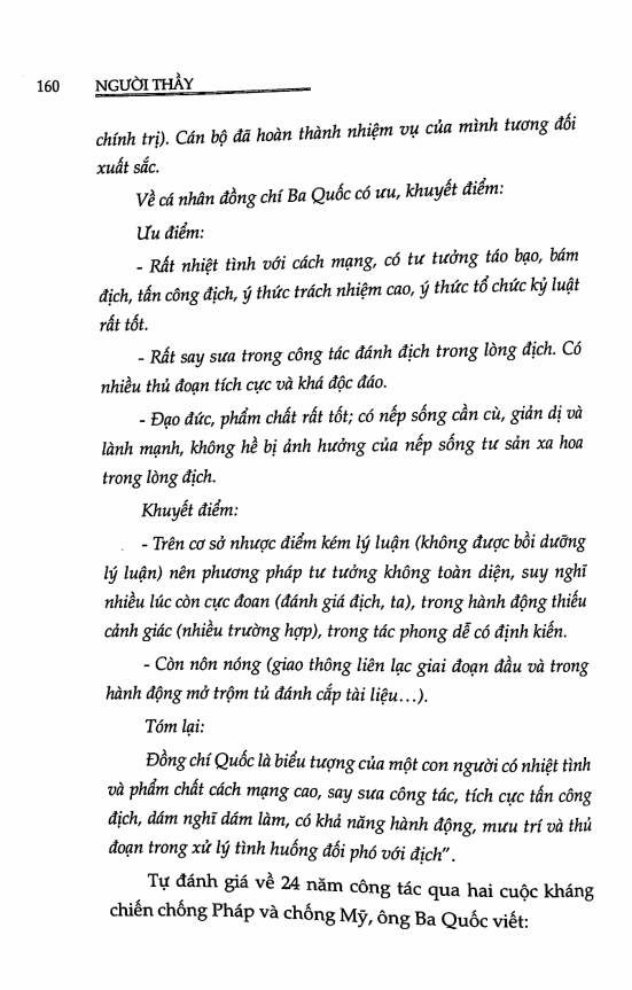 160 NGƯỜI THẦY
chính trị). Cán bộ đã hoàn thành nhiệm vụ của mình tương đối
xuất sắc.
Về cá nhân đồng chí Ba Quốc có ưu, khuyết điểm:
Ưu điểm:
- Rất nhiệt tình với cách mạng, có tư tưởng táo bạo, bám
địch, tấn công địch, ý thức trách nhiệm cao, ý thức tổ chức kỷ luật
rất tốt.
- Rất say sưa trong công tác đánh địch trong lòng địch. Có
nhiều thủ đoạn tích cực và khá độc đáo.
- Đạo đức, phẩm chất rất tốt; có nếp sống cần cù, giản dị và
lành mạnh, không hề bị ảnh hưởng của nếp sống tư sản xa hoa
trong lòng địch.
Khuyết điểm:
- Trên cơ sở nhược điểm kém lý luận (không được bồi dưỡng
lý luận) nên phương pháp tư tưởng không toàn diện, suy nghĩ
nhiều lúc còn cực đoan (đánh giá địch, ta), trong hành động thiếu
cảnh giác (nhiều trường hợp), trong tác phong dễ có định kiến.
- Còn nôn nóng (giao thông liên lạc giai đoạn đầu và trong
hành động mở trộm tủ đánh cắp tài liệu...).
Tóm lại:
Đồng chí Quốc là biểu tượng của một con người có nhiệt tình
và phẩm chất cách mạng cao, say sưa công tác, tích cực tấn công
địch, dám nghĩ dám làm, có khả năng hành động, mưu trí và thủ
đoạn trong xử lý tình huống đối phó với địch".
Tự đánh giá về 24 năm công tác qua hai cuộc kháng
chiến chống Pháp và chống Mỹ, ông Ba Quốc viết: